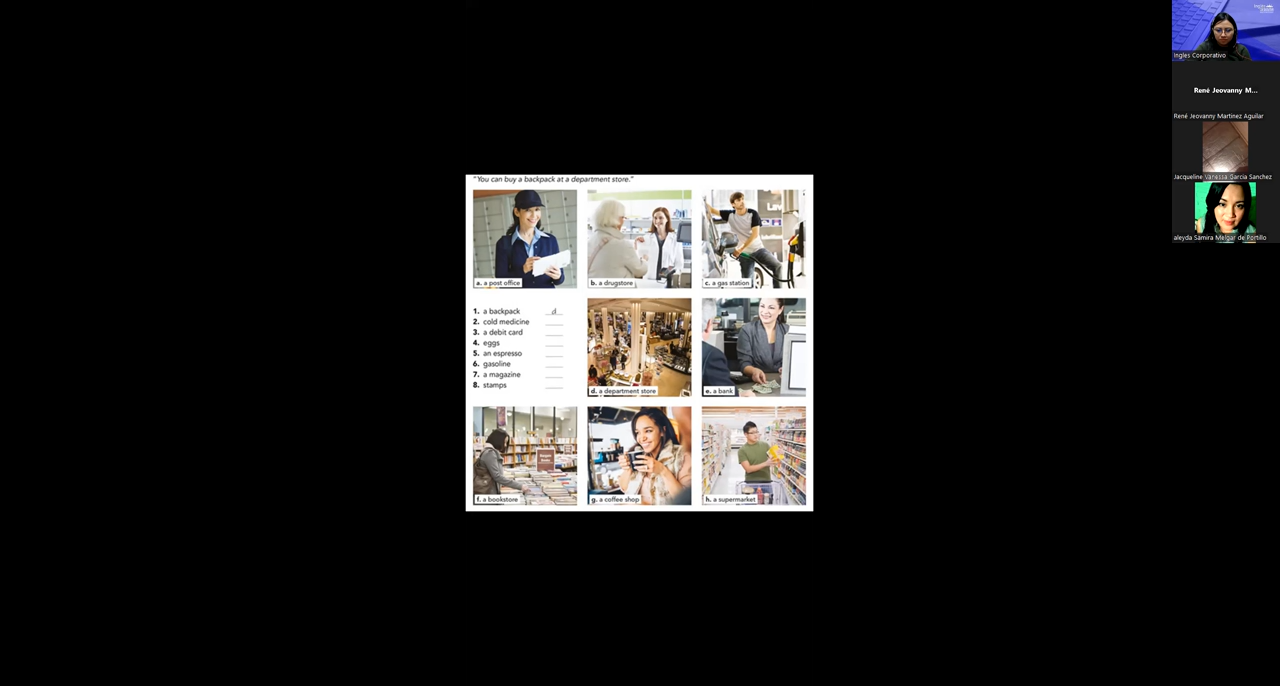 "You can buy a backpack at a department store."
a. a post office
b. a drugstore
c. a gas station
1. a backpack d
2. cold medicine
3. a debit card
4. eggs
5. an espresso
6. gasoline
7. a magazine
8. stamps
d. a department store
e. a bank
f. a bookstore
g. a coffee shop
h. a supermarket
Ingles Corporativo
René Jeovanny M...
René Jeovanny Martinez Aguilar
Jacqueline Vanessa Garcia Sanchez
aleyda Samira Melgar de Portillo